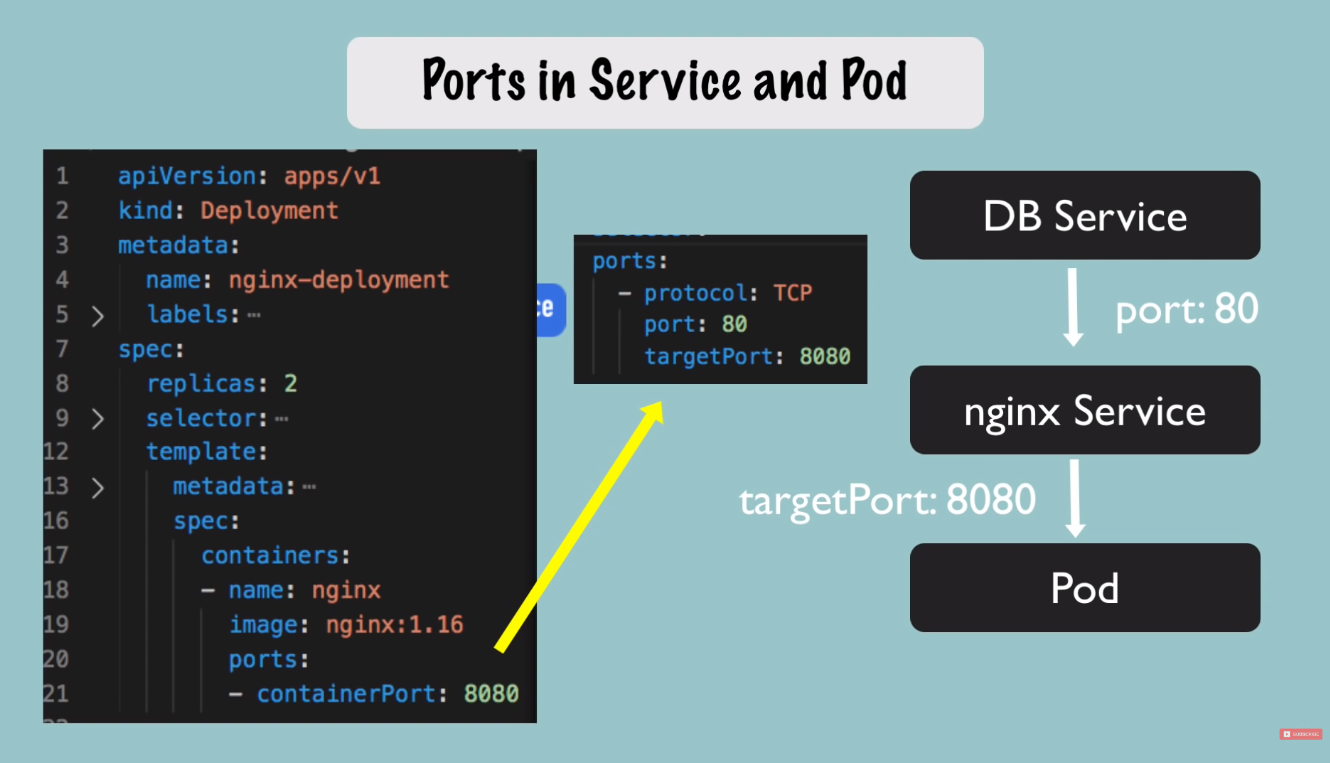 Ports in Service and Pod
1 apiVersion: apps/v1
2 kind: Deployment
3 metadata:
4 name: nginx-deployment
5 labels:…
7 spec:
8 replicas: 2
9 selector:…
12 template:
13 metadata:…
16 spec:
17 containers:
18 - name: nginx
19 image: nginx:1.16
20 ports:
21 - containerPort: 8080
ce
ports:
- protocol: TCP
port: 80
targetPort: 8080
DB Service
port: 80
nginx Service
targetPort: 8080
Pod
SUBSCRIBE